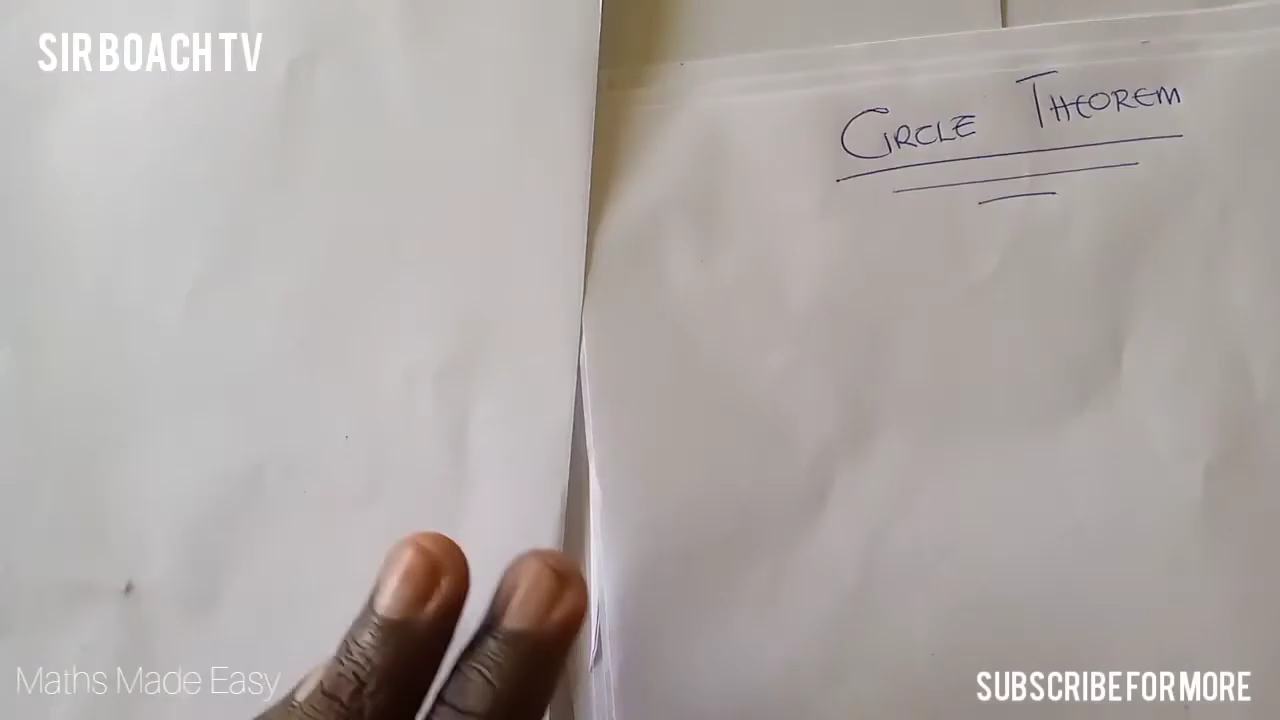 SIR BOACH TV
CIRCLE THEOREM
Maths Made Easy
SUBSCRIBE FOR MORE